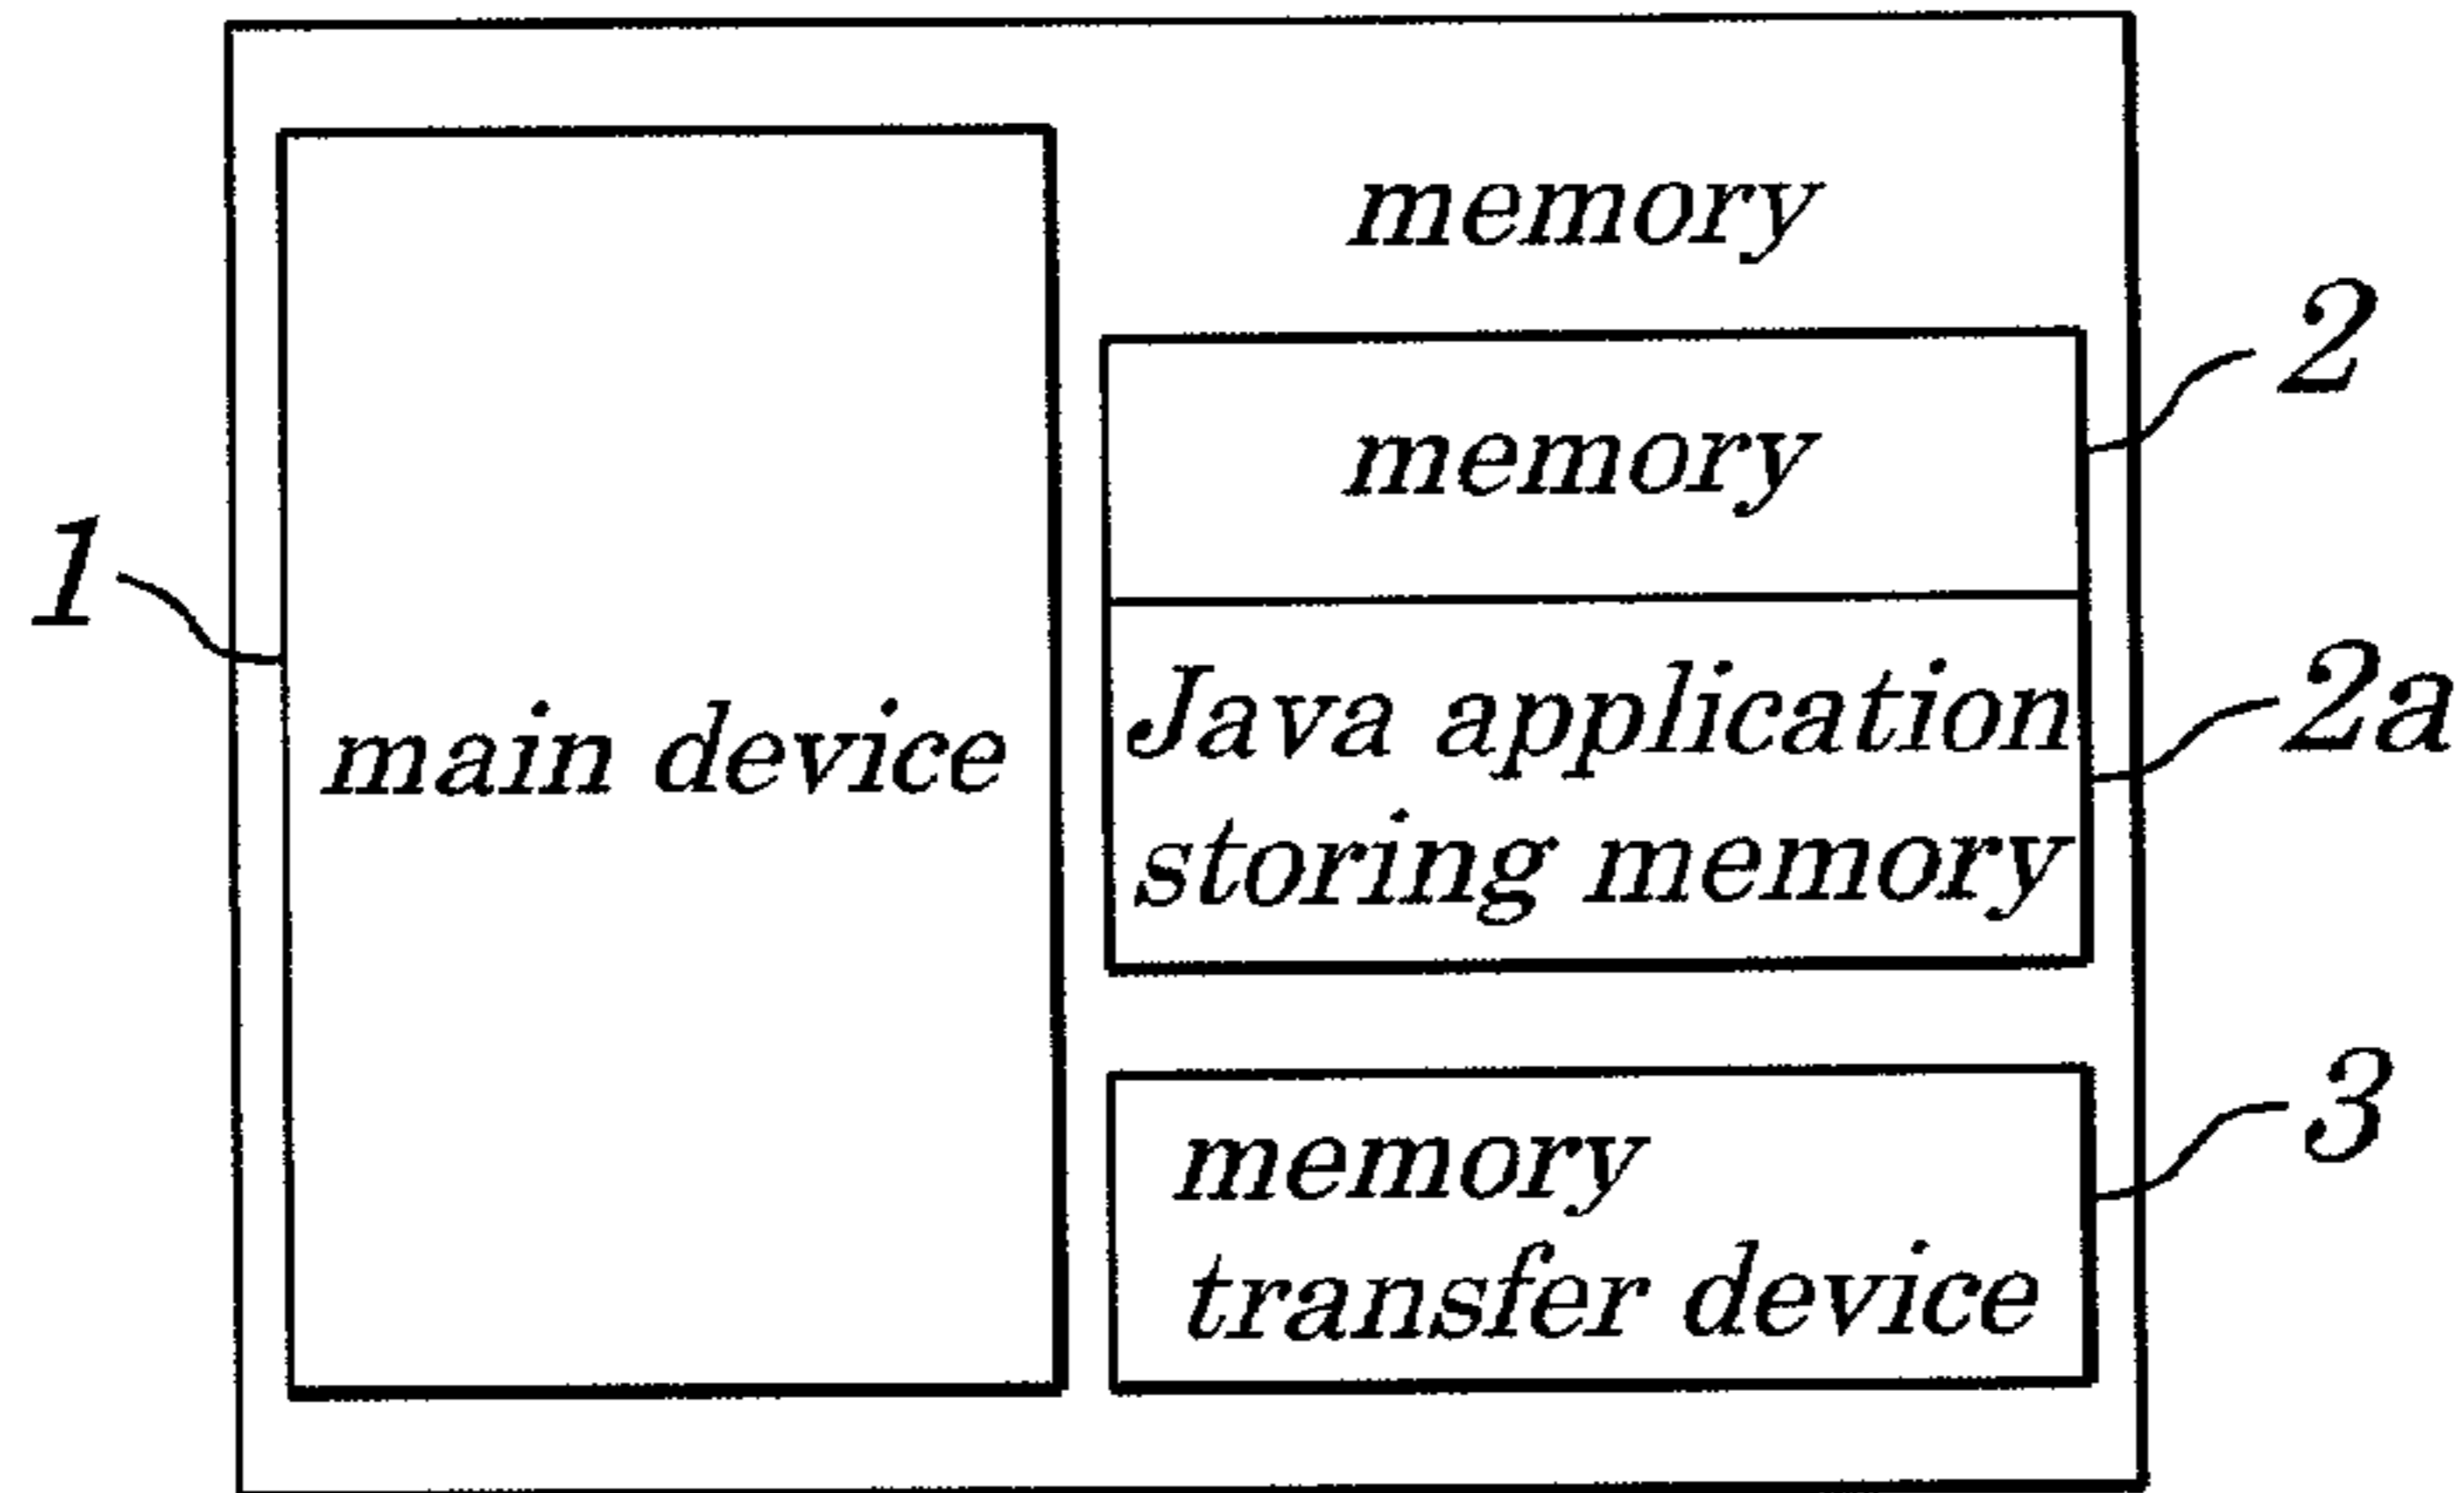 memory
2
memory
1
main device
2a
Java application
storing memory
3
memory
transfer device